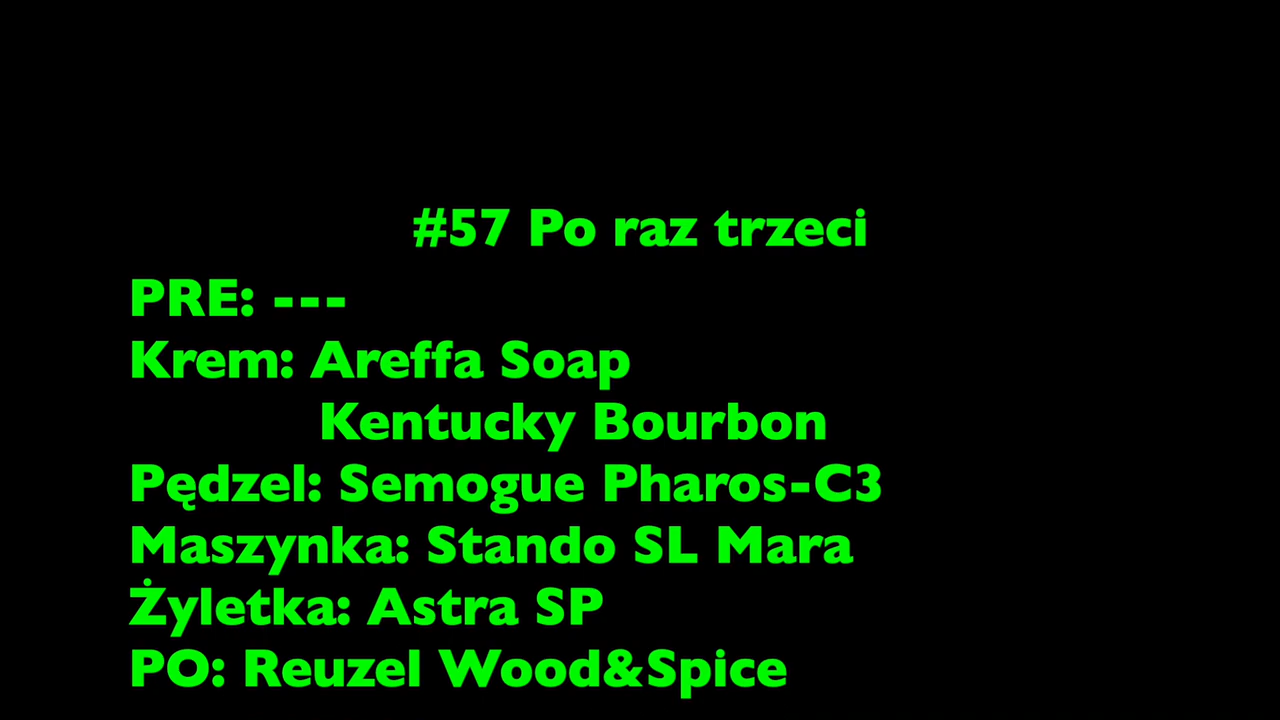 #57 Po raz trzeci
PRE: ---
Krem: Areffa Soap
Kentucky Bourbon
Pędzel: Semogue Pharos-C3
Maszynka: Stando SL Mara
Żyletka: Astra SP
PO: Reuzel Wood&Spice